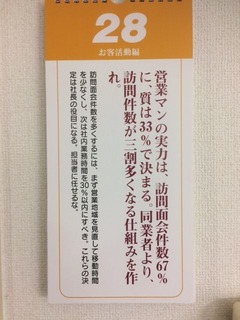 28
お客活動編
営業マンの実力は、訪問面会件数67%
に、質は33%で決まる。同業者より、
訪問件数が三割多くなる仕組みを作
れ。
訪問面会件数を多くするには、まず営業地域を見直して移動時間
を少なくし、次は社内業務時間を30%以内にすべき。これらの決
定は社長の役目になる。担当者に任せるな。